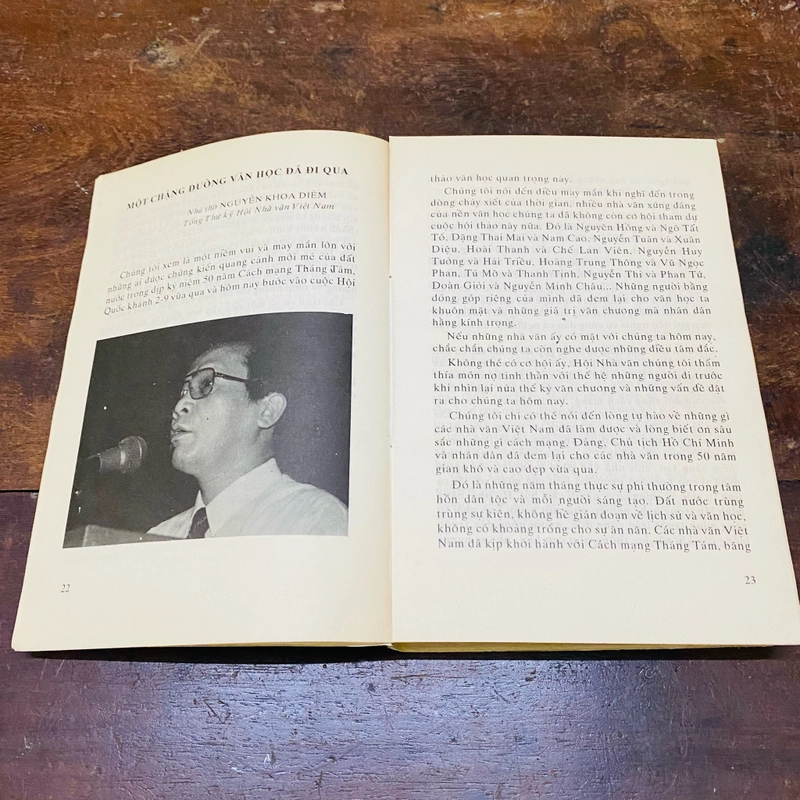 MỘT CHẶNG ĐƯỜNG VĂN HỌC ĐÃ ĐI QUA
Nhà thơ NGUYỄN KHOA ĐIỀM
Tổng Thư ký Hội Nhà văn Việt Nam
Chúng tôi xem là một niềm vui và may mắn lớn với
những ai được chứng kiến quang cảnh mới mẻ của đất
nước trong dịp kỷ niệm 50 năm Cách mạng Tháng Tám,
Quốc khánh 2-9 vừa qua và hôm nay bước vào cuộc Hội
22
thảo văn học quan trọng này.
Chúng tôi nói đến điều may mắn khi nghĩ đến trong
dòng chảy xiết của thời gian, nhiều nhà văn xứng đáng
của nền văn học chúng ta đã không còn cơ hội tham dự
cuộc hội thảo này nữa. Đó là Nguyên Hồng và Ngô Tất
Tố, Đặng Thai Mai và Nam Cao, Nguyễn Tuân và Xuân
Diệu, Hoài Thanh và Chế Lan Viên, Nguyễn Huy
Tưởng và Hải Triều, Hoàng Trung Thông và Vũ Ngọc
Phan, Tú Mỡ và Thanh Tịnh, Nguyễn Thi và Phan Tứ,
Đoàn Giỏi và Nguyễn Minh Châu... Những người bằng
đóng góp riêng của mình đã đem lại cho văn học ta
khuôn mặt và những giá trị văn chương mà nhân dân
hằng kính trọng.
Nếu những nhà văn ấy có mặt với chúng ta hôm nay,
chắc chắn chúng ta còn nghe được những điều tâm đắc.
Không thể có cơ hội ấy, Hội Nhà văn chúng tôi thấm
thía món nợ tinh thần với thế hệ những người đi trước
khi nhìn lại nửa thế kỷ văn chương và những vấn đề đặt
ra cho chúng ta hôm nay.
Chúng tôi chỉ có thể nói đến lòng tự hào về những gì
các nhà văn Việt Nam đã làm được và lòng biết ơn sâu
sắc những gì cách mạng, Đảng, Chủ tịch Hồ Chí Minh
và nhân dân đã đem lại cho các nhà văn trong 50 năm
gian khổ và cao đẹp vừa qua.
Đó là những năm tháng thực sự phi thường trong tâm
hồn dân tộc và mỗi người sáng tạo. Đất nước trùng
trùng sự kiện, không hề gián đoạn về lịch sử và văn học,
không có khoảng trống cho sự ăn năn. Các nhà văn Việt
Nam đã kịp khởi hành với Cách mạng Tháng Tám, bằng
23